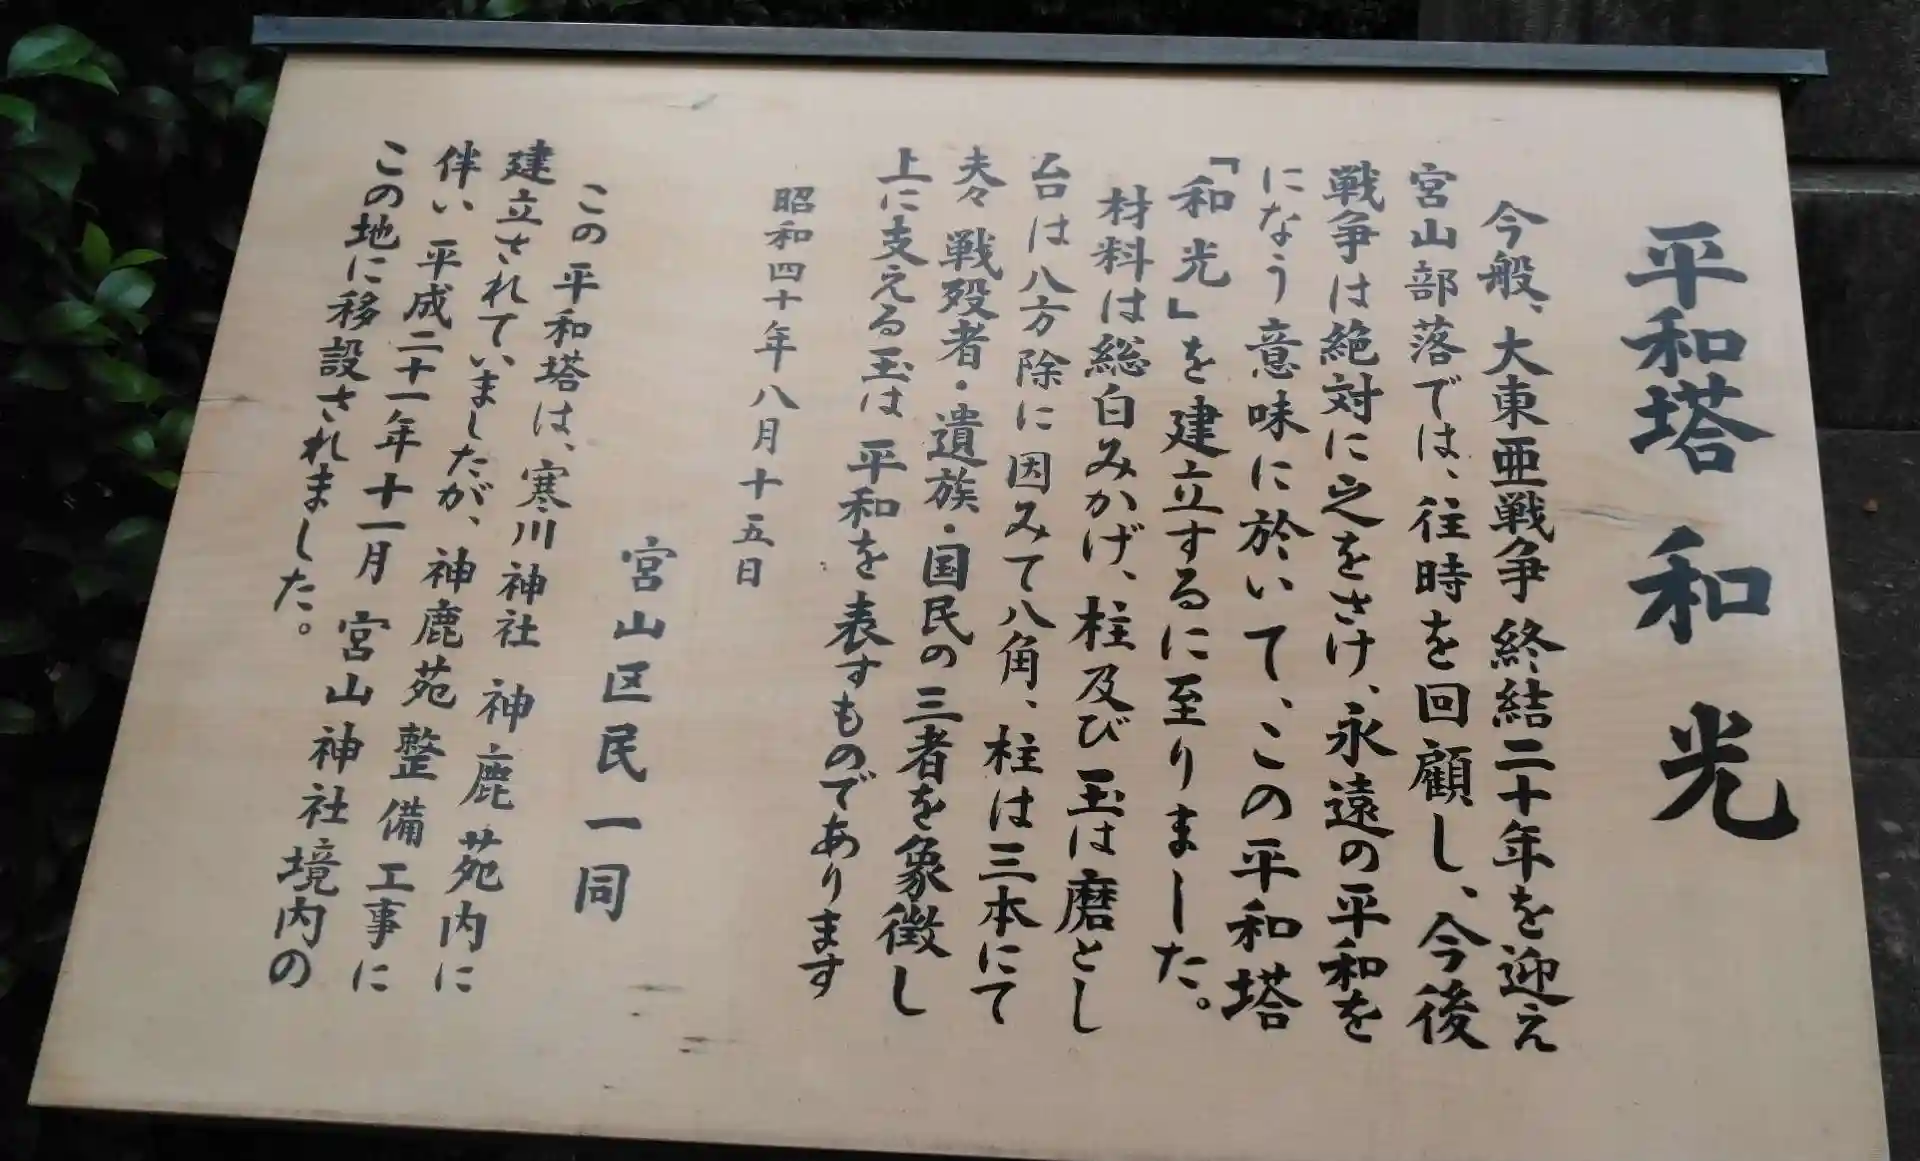 平和塔 和光
今般、大東亜戦争終結二十年を迎え
宮山部落では、往時を回顧し、今後
戦争は絶対に之をさけ、永遠の平和を
になう意味に於いて、この平和塔
「和光」を建立するに至りました。
材料は総白みかげ、柱及び玉は磨とし
台は八方除に因みて八角、柱は三本にて
夫々戦歿者・遺族・国民の三者を象徴し
上に支える玉は平和を表すものであります
昭和四十年八月十五日
宮山区民一同
この平和塔は、寒川神社神鹿苑内に
建立されていましたが、神鹿苑整備工事に
伴い平成二十一年十一月宮山神社境内の
この地に移設されました。